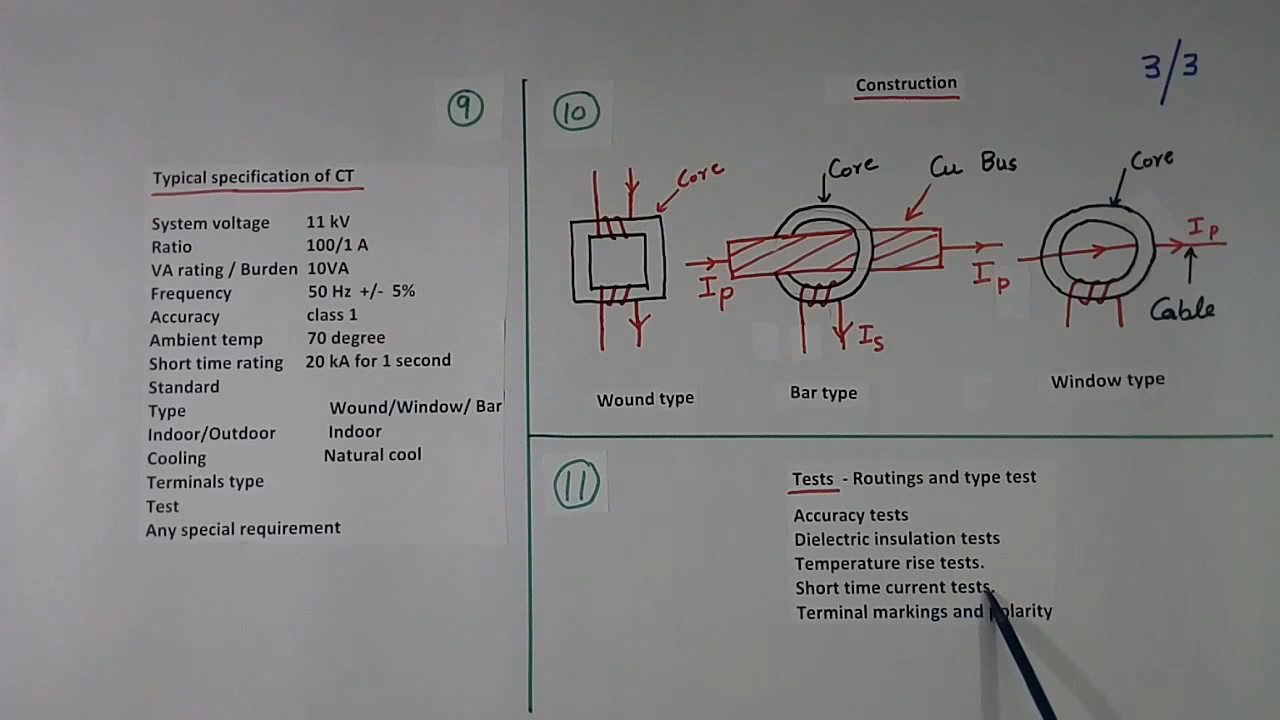 3/3
9
Typical specification of CT
System voltage 11 kV
Ratio 100/1 A
VA rating / Burden 10VA
Frequency 50 Hz +/- 5%
Accuracy class 1
Ambient temp 70 degree
Short time rating 20 kA for 1 second
Standard
Type Wound/Window/ Bar
Indoor/Outdoor Indoor
Cooling Natural cool
Terminals type
Test
Any special requirement
10
Construction
Core
Wound type
Core
Cu Bus
Ip
Ip
Is
Bar type
Core
Ip
Cable
Window type
11
Tests - Routings and type test
Accuracy tests
Dielectric insulation tests
Temperature rise tests.
Short time current tests.
Terminal markings and polarity